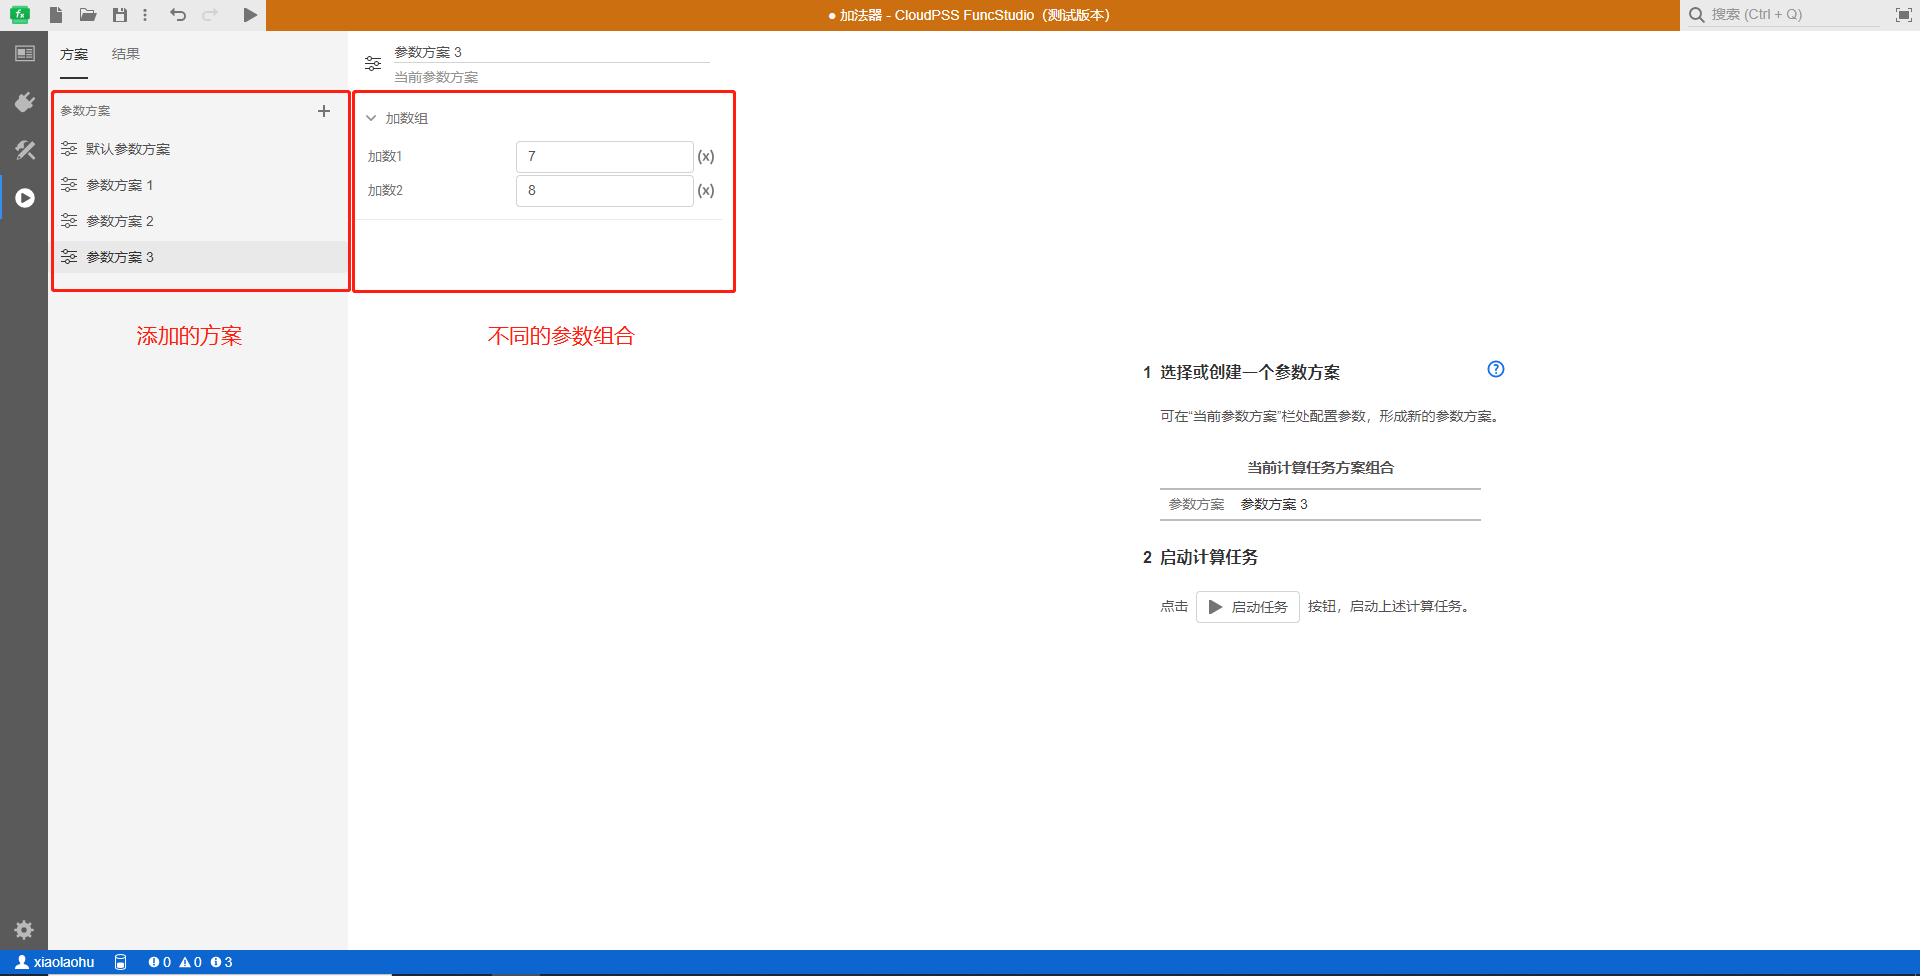 ● 加法器 - CloudPSS FuncStudio（测试版本）
搜索 (Ctrl + Q)
方案
结果
参数方案
默认参数方案
参数方案 1
参数方案 2
参数方案 3
添加的方案
参数方案 3
当前参数方案
加数组
加数1
7
(x)
加数2
8
(x)
不同的参数组合
1 选择或创建一个参数方案
可在“当前参数方案”栏处配置参数，形成新的参数方案。
当前计算任务方案组合
参数方案 参数方案 3
2 启动计算任务
点击 启动任务 按钮，启动上述计算任务。
xiaolaohu 0 0 3